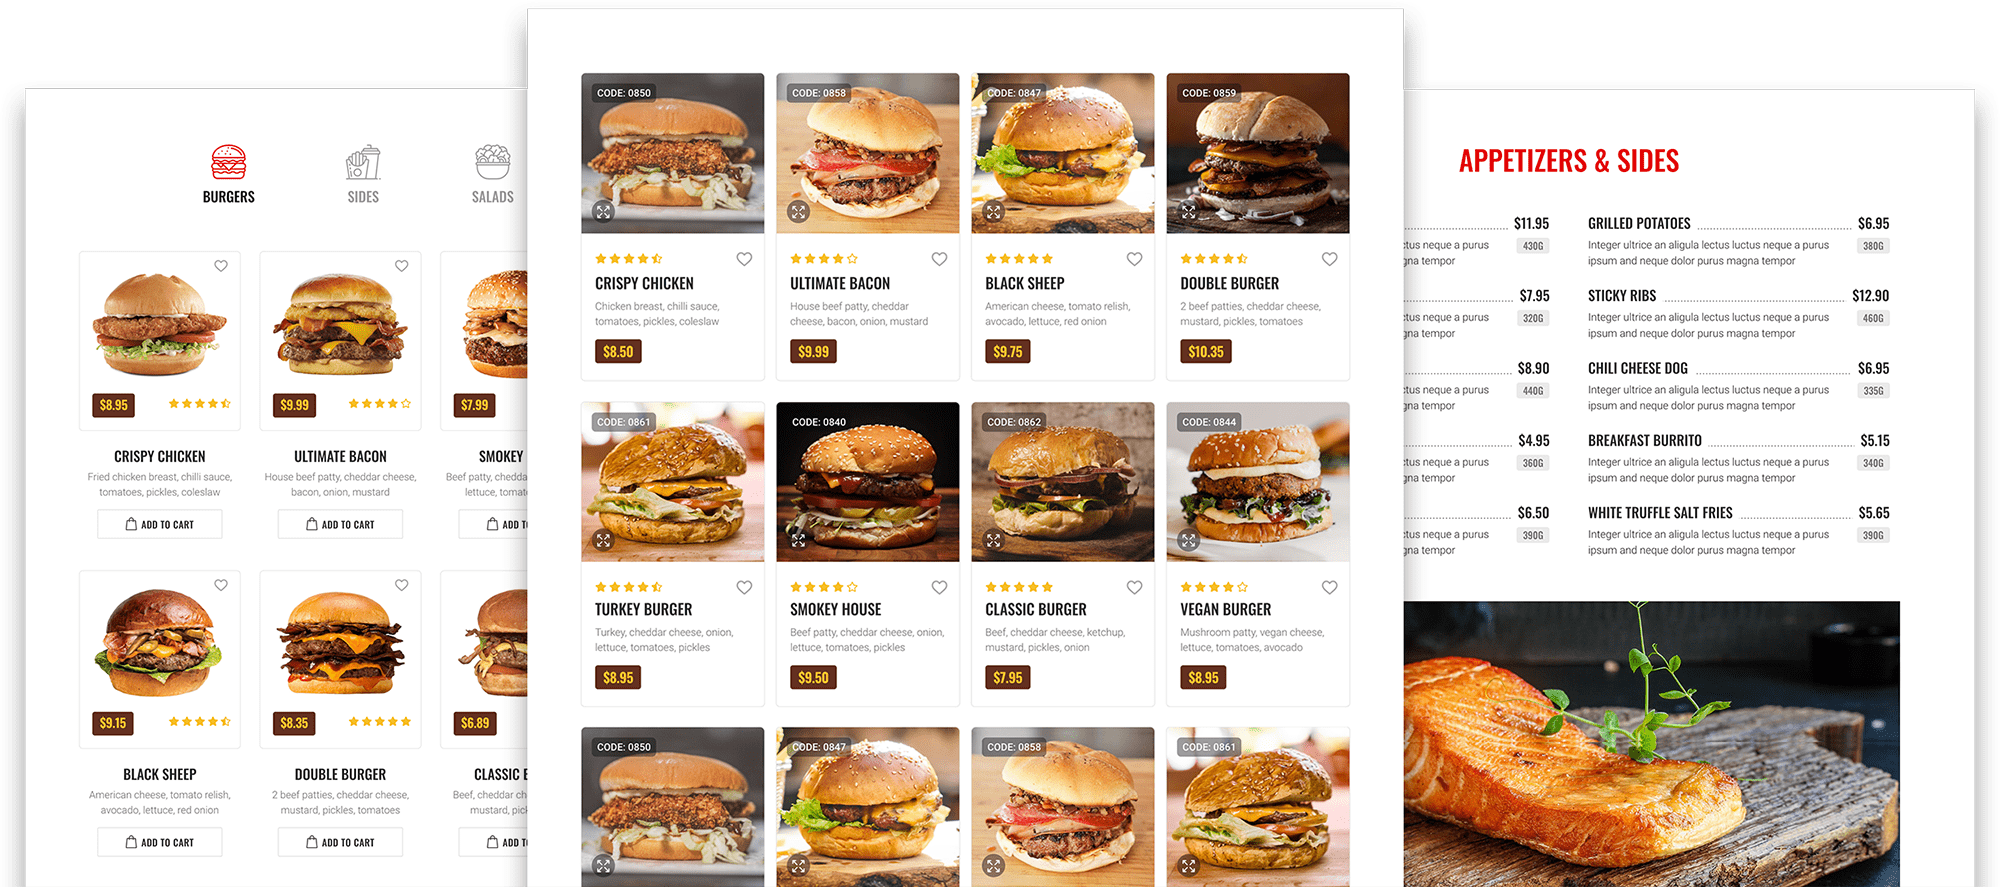 BURGERS
SIDES
SALADS
$8.95
$9.99
$7.99
CRISPY CHICKEN
Fried chicken breast, chilli sauce,
tomatoes, pickles, coleslaw
ADD TO CART
ULTIMATE BACON
House beef patty, cheddar cheese,
bacon, onion, mustard
ADD TO CART
SMOKEY
Beef patty, chedda
lettuce, tomat
ADD T
$9.15
$8.35
$6.89
BLACK SHEEP
American cheese, tomato relish,
avocado, lettuce, red onion
ADD TO CART
DOUBLE BURGER
2 beef patties, cheddar cheese,
mustard, pickles, tomatoes
ADD TO CART
CLASSIC
Beef, cheddar ch
mustard, pick
ADD T
CODE: 0850
CRISPY CHICKEN
Chicken breast, chilli sauce,
tomatoes, pickles, coleslaw
$8.50
CODE: 0858
ULTIMATE BACON
House beef patty, cheddar
cheese, bacon, onion, mustard
$9.99
CODE: 0847
BLACK SHEEP
American cheese, tomato relish,
avocado, lettuce, red onion
$9.75
CODE: 0859
DOUBLE BURGER
2 beef patties, cheddar cheese,
mustard, pickles, tomatoes
$10.35
CODE: 0861
TURKEY BURGER
Turkey, cheddar cheese, onion,
lettuce, tomatoes, pickles
$8.95
CODE: 0840
SMOKEY HOUSE
Beef patty, cheddar cheese, onion,
lettuce, tomatoes, pickles
$9.50
CODE: 0862
CLASSIC BURGER
Beef, cheddar cheese, ketchup,
mustard, pickles, onion
$7.95
CODE: 0844
VEGAN BURGER
Mushroom patty, vegan cheese,
lettuce, tomatoes, avocado
$8.95
CODE: 0850
CODE: 0847
CODE: 0858
CODE: 0861
APPETIZERS & SIDES
$11.95
ctus neque a purus 430G
gna tempor
$7.95
ctus neque a purus 320G
gna tempor
$8.90
ctus neque a purus 440G
gna tempor
$4.95
ctus neque a purus 360G
gna tempor
$6.50
ctus neque a purus 390G
gna tempor
GRILLED POTATOES $6.95
Integer ultrice an aligula lectus luctus neque a purus 380G
ipsum and neque dolor purus magna tempor
STICKY RIBS $12.90
Integer ultrice an aligula lectus luctus neque a purus 460G
ipsum and neque dolor purus magna tempor
CHILI CHEESE DOG $6.95
Integer ultrice an aligula lectus luctus neque a purus 335G
ipsum and neque dolor purus magna tempor
BREAKFAST BURRITO $5.15
Integer ultrice an aligula lectus luctus neque a purus 340G
ipsum and neque dolor purus magna tempor
WHITE TRUFFLE SALT FRIES $5.65
Integer ultrice an aligula lectus luctus neque a purus 390G
ipsum and neque dolor purus magna tempor